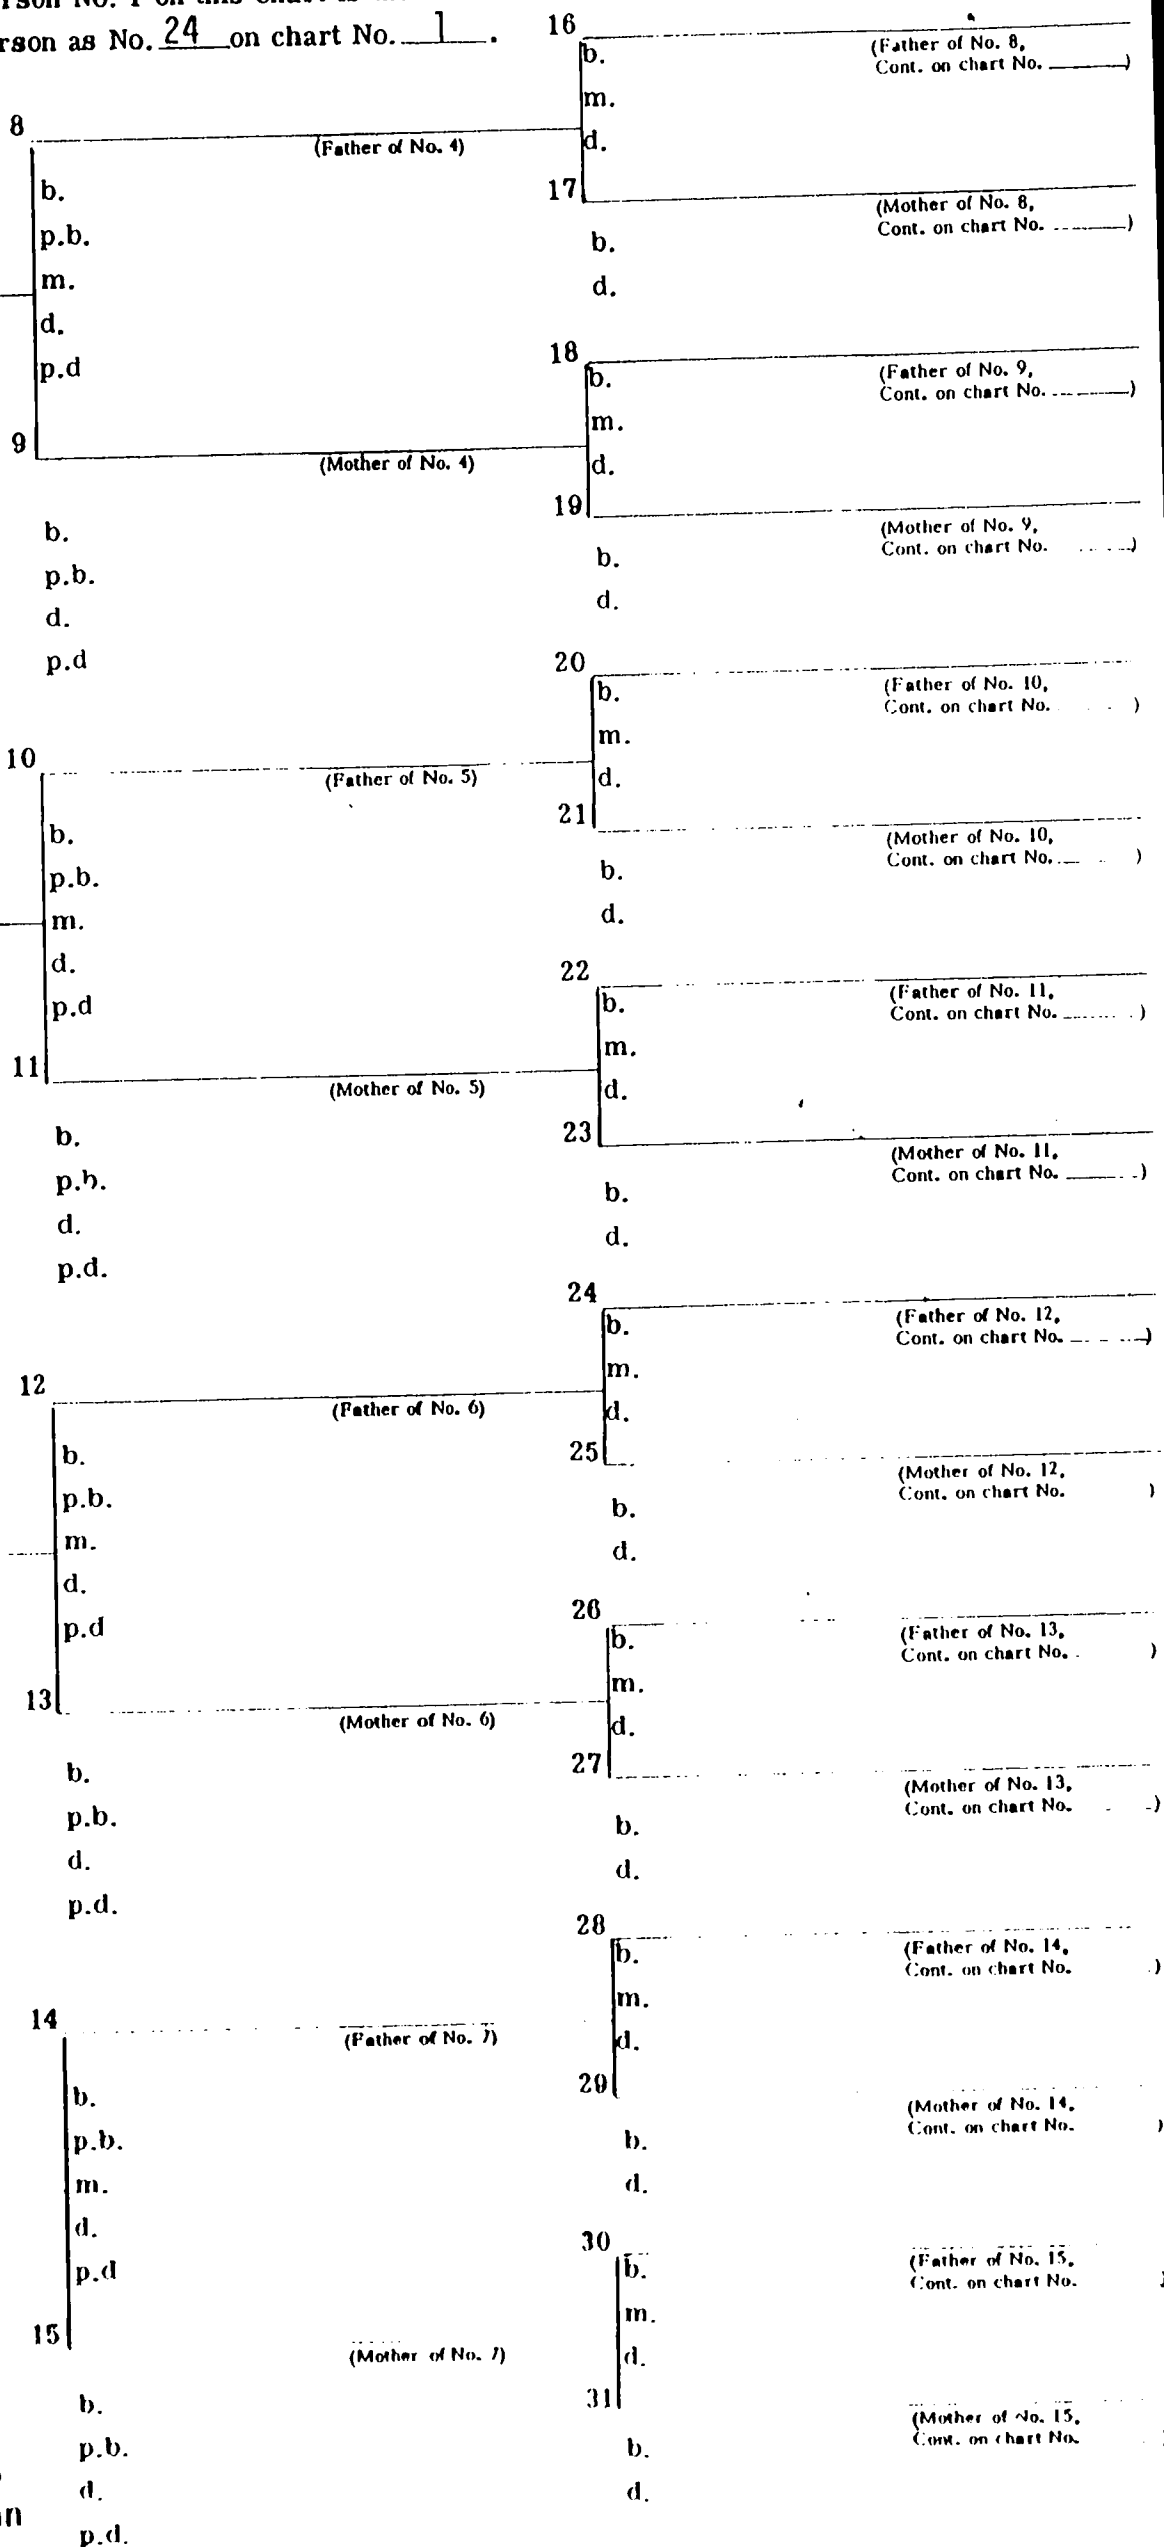 person as No. 24 on chart No. 1 .
8
(Father of No. 4)
b.
p.b.
m.
d.
p.d
9
(Mother of No. 4)
b.
p.b.
d.
p.d
10
(Father of No. 5)
b.
p.b.
m.
d.
p.d
11
(Mother of No. 5)
b.
p.b.
d.
p.d.
12
(Father of No. 6)
b.
p.b.
m.
d.
p.d
13
(Mother of No. 6)
b.
p.b.
d.
p.d.
14
(Father of No. 7)
b.
p.b.
m.
d.
p.d
15
(Mother of No. 7)
b.
p.b.
d.
p.d.
16
(Father of No. 8,
b.
Cont. on chart No. )
m.
d.
17
(Mother of No. 8,
Cont. on chart No. )
b.
d.
18
(Father of No. 9,
b.
Cont. on chart No. )
m.
d.
19
(Mother of No. 9,
Cont. on chart No. )
b.
d.
20
(Father of No. 10,
b.
Cont. on chart No. )
m.
d.
21
(Mother of No. 10,
Cont. on chart No. )
b.
d.
22
(Father of No. 11,
b.
Cont. on chart No. )
m.
d.
23
(Mother of No. 11,
Cont. on chart No. )
b.
d.
24
(Father of No. 12,
b.
Cont. on chart No. )
m.
d.
25
(Mother of No. 12,
Cont. on chart No. )
b.
d.
26
(Father of No. 13,
b.
Cont. on chart No. )
m.
d.
27
(Mother of No. 13,
Cont. on chart No. )
b.
d.
28
(Father of No. 14,
b.
Cont. on chart No. )
m.
d.
29
(Mother of No. 14,
Cont. on chart No. )
b.
d.
30
(Father of No. 15,
b.
Cont. on chart No. )
m.
d.
31
(Mother of No. 15,
Cont. on chart No.
b.
d.